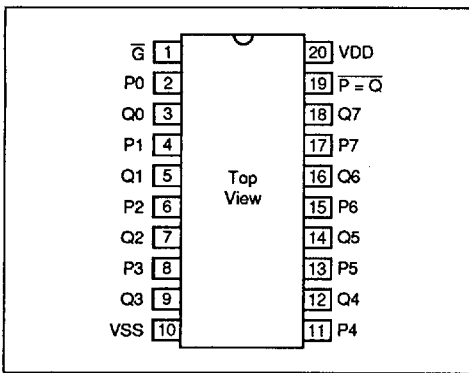 G̅ 1 20 VDD
P0 2 19 P̅ ̅=̅ ̅Q̅
Q0 3 18 Q7
P1 4 17 P7
Q1 5 16 Q6
P2 6 15 P6
Q2 7 14 Q5
P3 8 13 P5
Q3 9 12 Q4
VSS 10 11 P4
Top
View